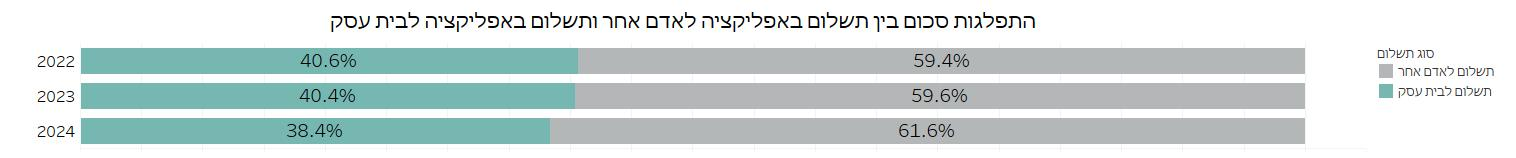 התפלגות סכום בין תשלום באפליקציה לאדם אחר ותשלום באפליקציה לבית עסק
סוג תשלום
תשלום לאדם אחר
תשלום לבית עסק
2022 40.6% 59.4%
2023 40.4% 59.6%
2024 38.4% 61.6%